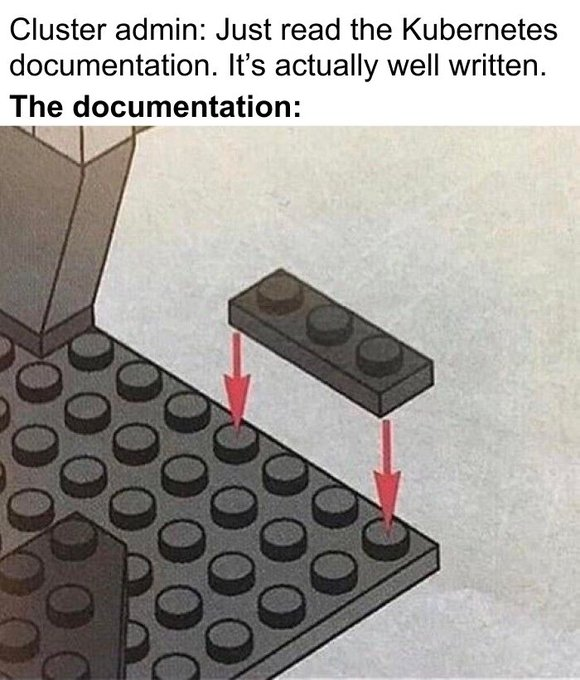 Cluster admin: Just read the Kubernetes
documentation. It’s actually well written.
The documentation: